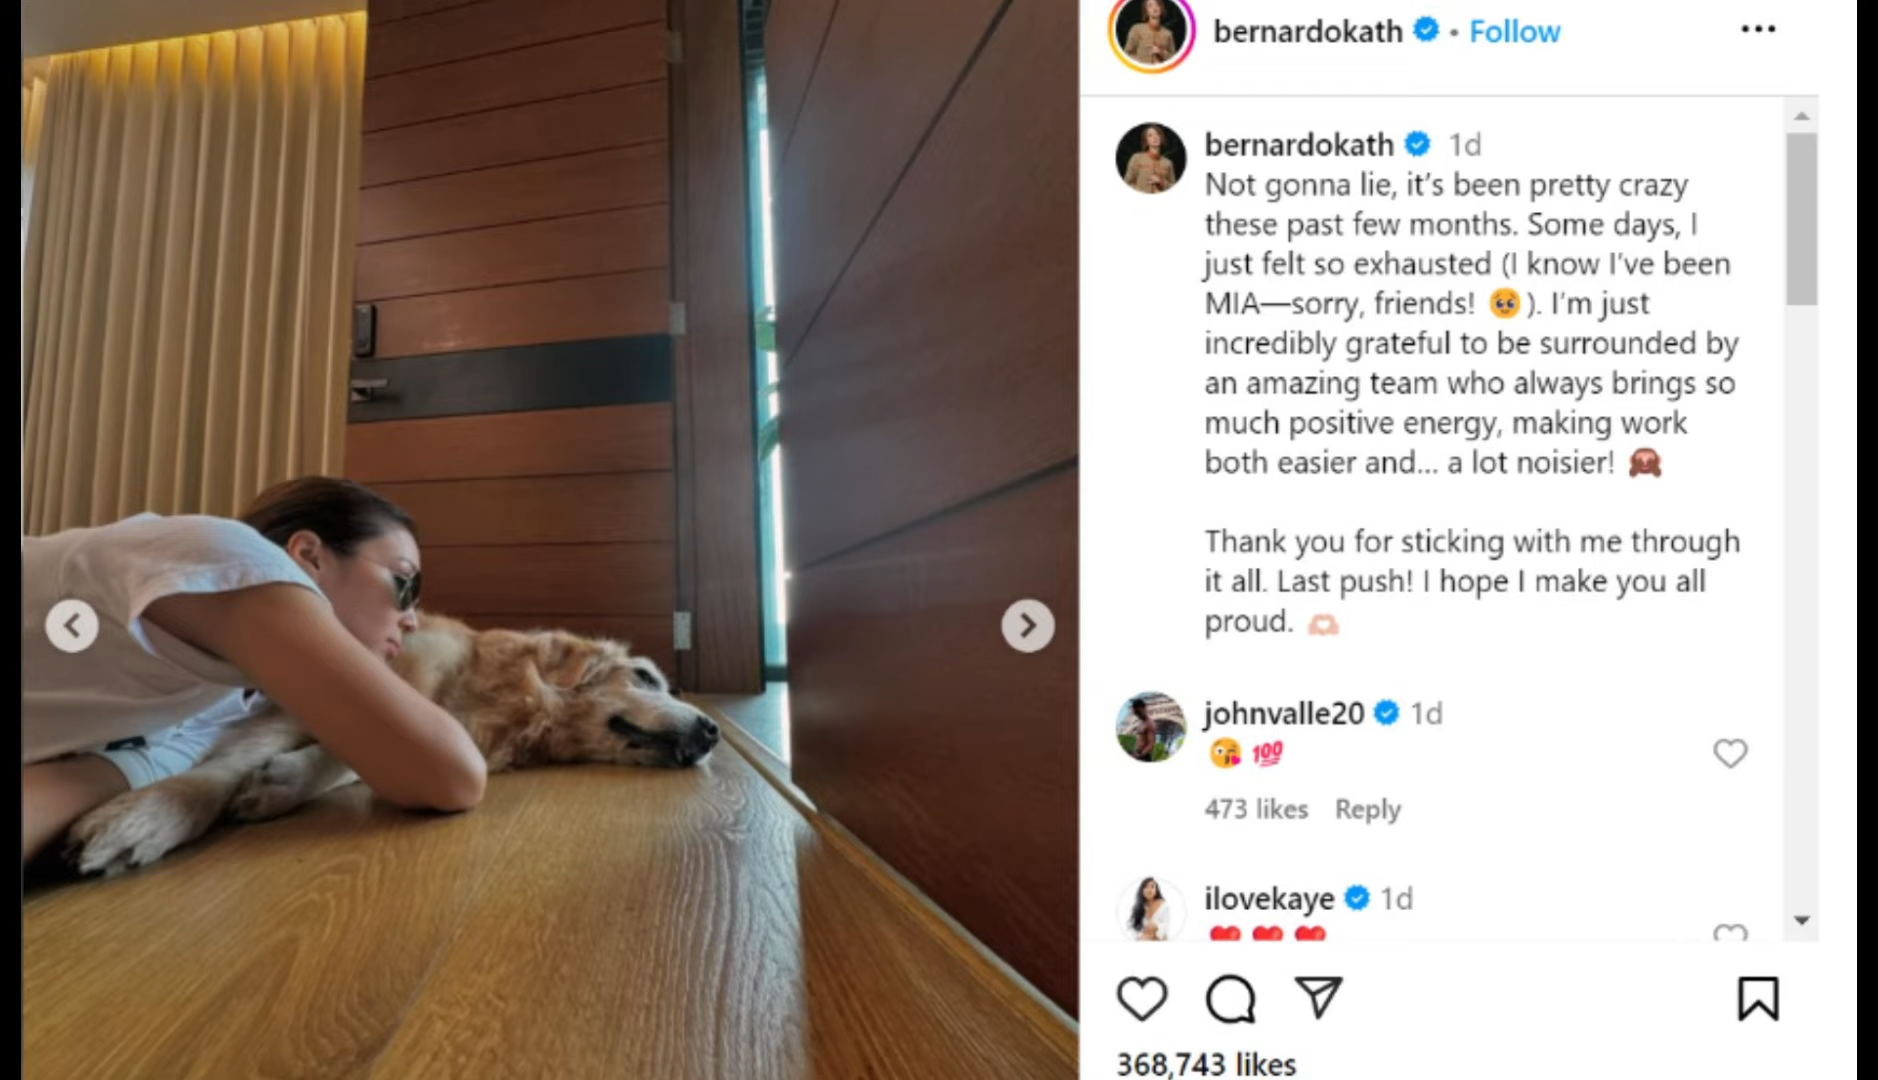 bernardokath • Follow
bernardokath 1d
Not gonna lie, it's been pretty crazy
these past few months. Some days, I
just felt so exhausted (I know I've been
MIA—sorry, friends! 🥹 ). I'm just
incredibly grateful to be surrounded by
an amazing team who always brings so
much positive energy, making work
both easier and... a lot noisier! 🙈
Thank you for sticking with me through
it all. Last push! I hope I make you all
proud. 🫶🏻
johnvalle20 1d
😘 💯
473 likes Reply
ilovekaye 1d
❤️ ❤️ ❤️
368,743 likes